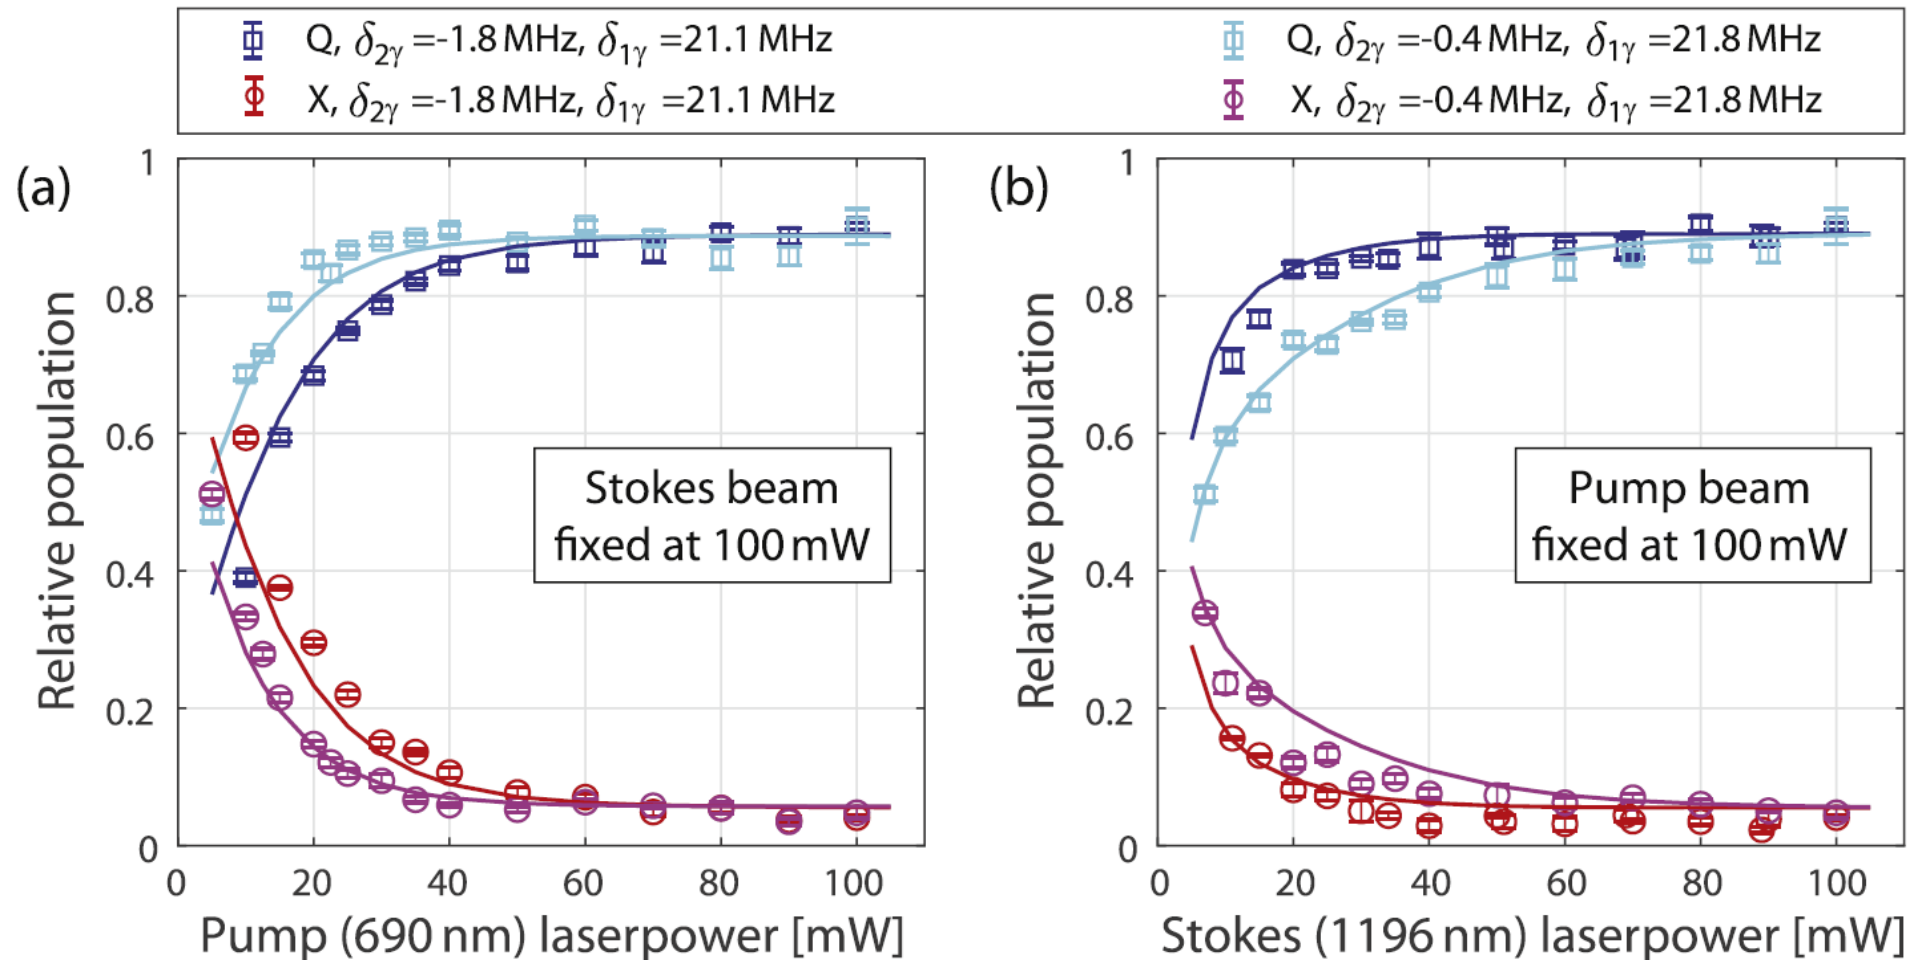 Q, δ2γ =-1.8 MHz, δ1γ =21.1 MHz
X, δ2γ =-1.8 MHz, δ1γ =21.1 MHz
Q, δ2γ =-0.4 MHz, δ1γ =21.8 MHz
X, δ2γ =-0.4 MHz, δ1γ =21.8 MHz
(a)
1
0.8
0.6
0.4
0.2
0
Relative population
Stokes beam
fixed at 100 mW
0 20 40 60 80 100
Pump (690 nm) laserpower [mW]
(b)
1
0.8
0.6
0.4
0.2
0
Relative population
Pump beam
fixed at 100 mW
0 20 40 60 80 100
Stokes (1196 nm) laserpower [mW]